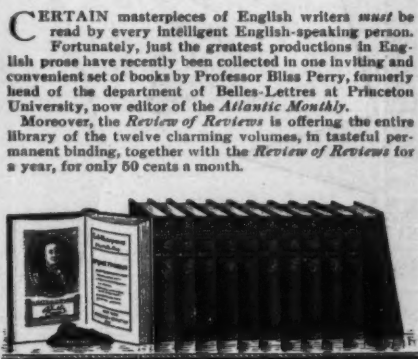 CERTAIN masterpieces of English writers must be
read by every intelligent English-speaking person.
Fortunately, just the greatest productions in Eng-
lish prose have recently been collected in one inviting and
convenient set of books by Professor Bliss Perry, formerly
head of the department of Belles-Lettres at Princeton
University, now editor of the Atlantic Monthly.
Moreover, the Review of Reviews is offering the entire
library of the twelve charming volumes, in tasteful per-
manent binding, together with the Review of Reviews for
a year, for only 50 cents a month.